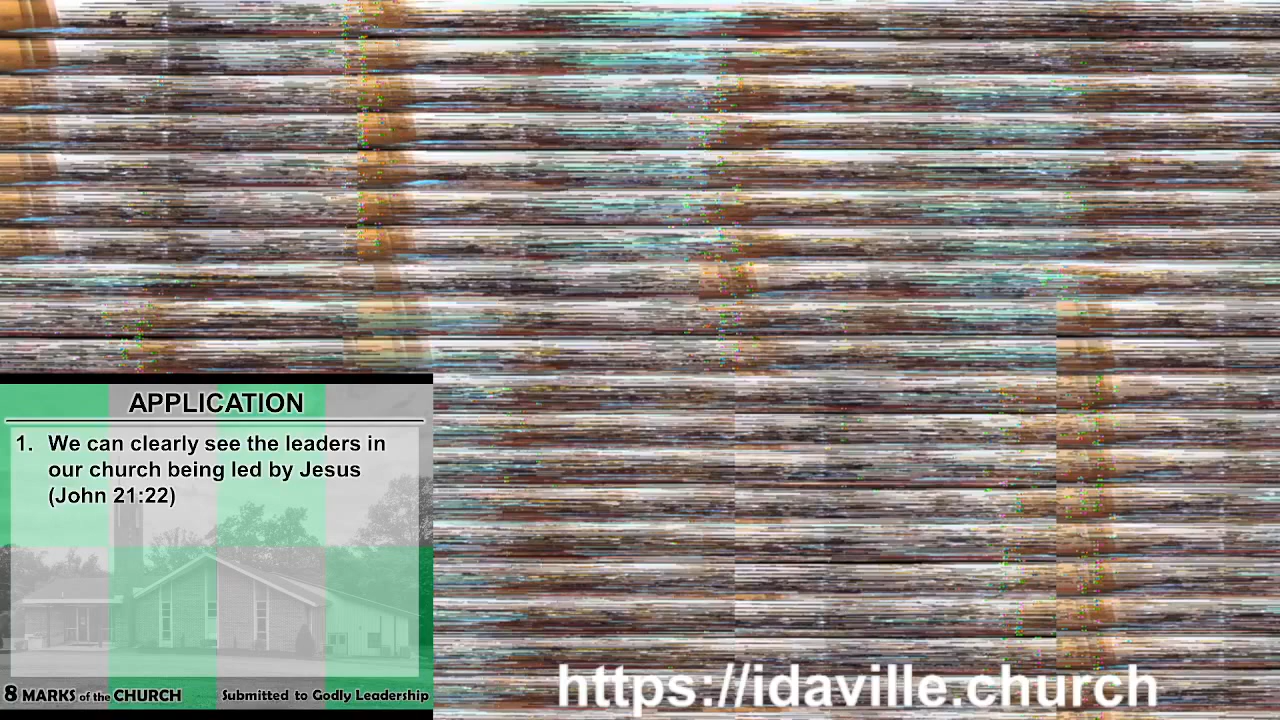 APPLICATION
1. We can clearly see the leaders in
our church being led by Jesus
(John 21:22)
8 MARKS of the CHURCH Submitted to Godly Leadership
https://idaville.church